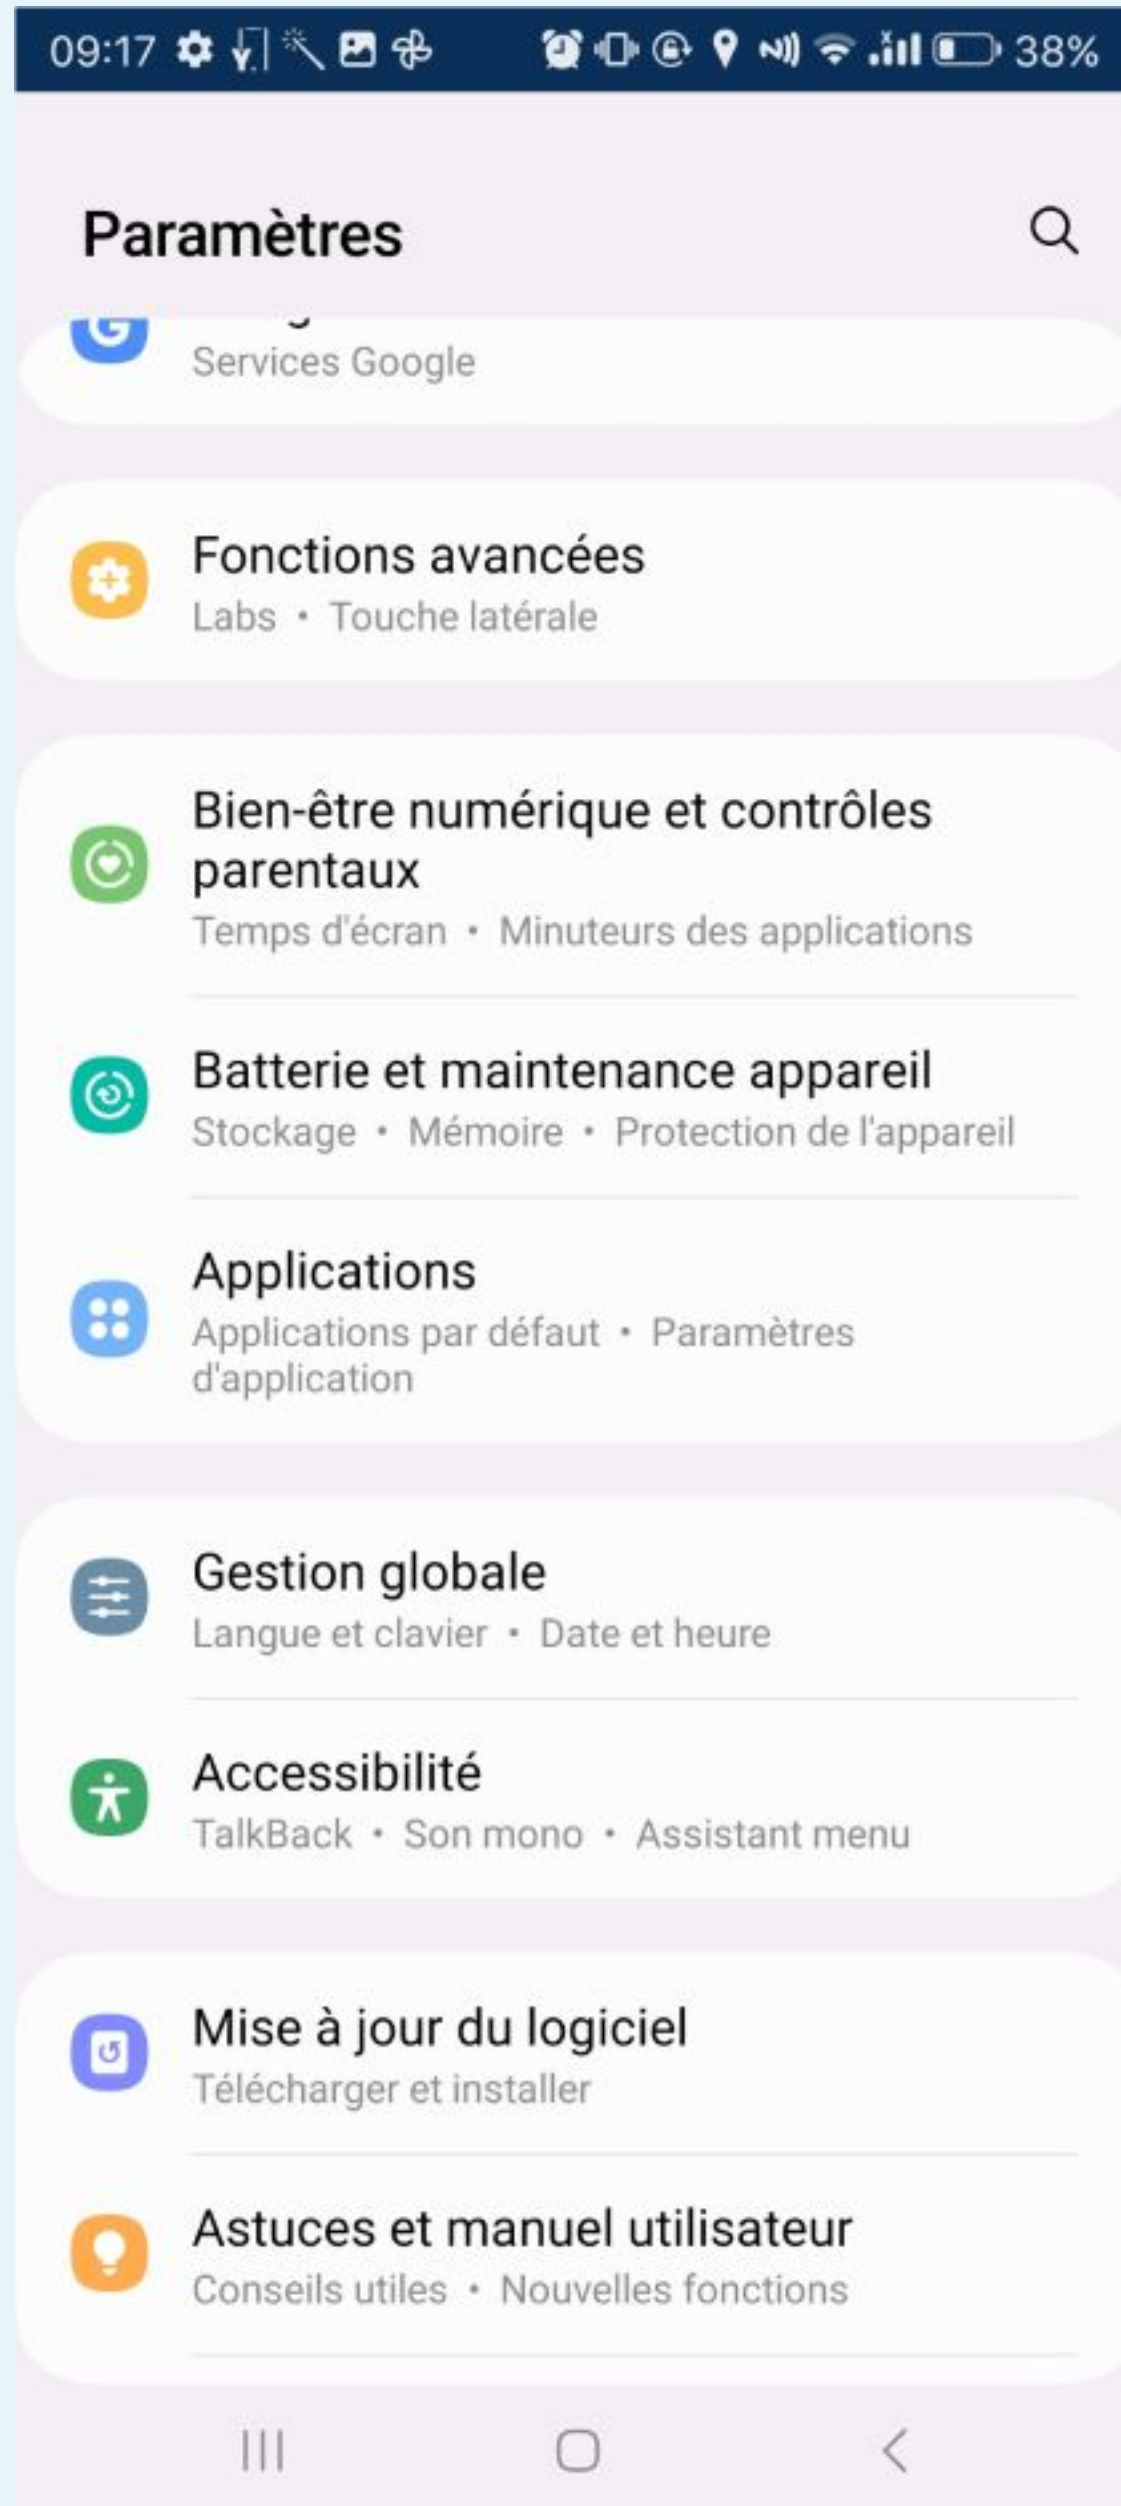 09:17
38%
Paramètres
Services Google
Fonctions avancées
Labs • Touche latérale
Bien-être numérique et contrôles
parentaux
Temps d'écran • Minuteurs des applications
Batterie et maintenance appareil
Stockage • Mémoire • Protection de l'appareil
Applications
Applications par défaut • Paramètres
d'application
Gestion globale
Langue et clavier • Date et heure
Accessibilité
TalkBack • Son mono • Assistant menu
Mise à jour du logiciel
Télécharger et installer
Astuces et manuel utilisateur
Conseils utiles • Nouvelles fonctions